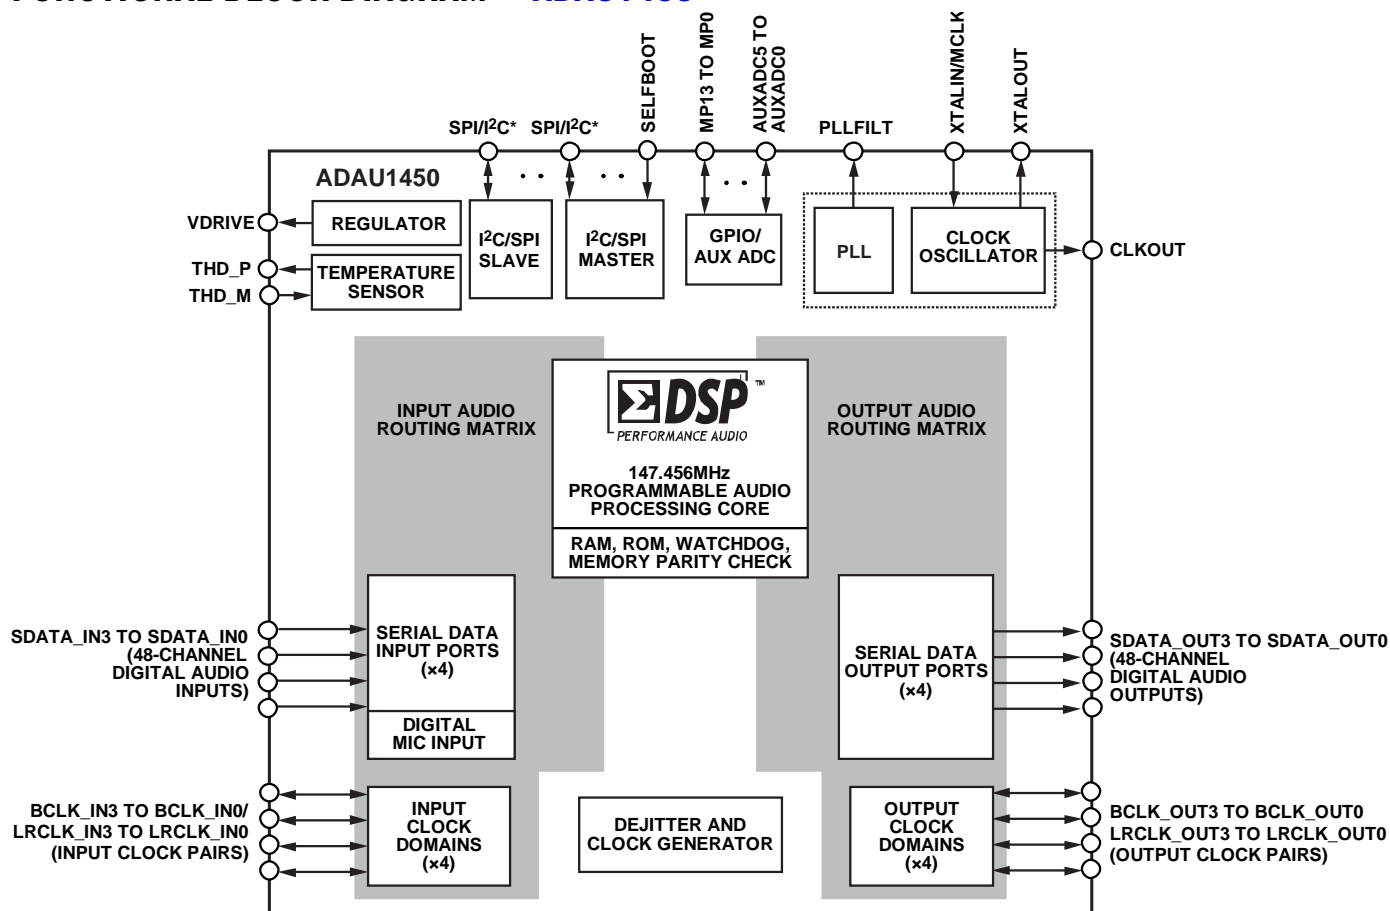 SELFBOOT
MP13 TO MP0
AUXADC5 TO
AUXADC0
XTALIN/MCLK
XTALOUT
SPI/I2C*
SPI/I2C*
PLLFILT
ADAU1450
VDRIVE
REGULATOR
I2C/SPI
SLAVE
I2C/SPI
MASTER
GPIO/
AUX ADC
PLL
CLOCK
OSCILLATOR
CLKOUT
THD_P
THD_M
TEMPERATURE
SENSOR
INPUT AUDIO
ROUTING MATRIX
ΣDSP™
PERFORMANCE AUDIO
147.456MHz
PROGRAMMABLE AUDIO
PROCESSING CORE
RAM, ROM, WATCHDOG,
MEMORY PARITY CHECK
OUTPUT AUDIO
ROUTING MATRIX
SDATA_IN3 TO SDATA_IN0
(48-CHANNEL
DIGITAL AUDIO
INPUTS)
SERIAL DATA
INPUT PORTS
(×4)
DIGITAL
MIC INPUT
SERIAL DATA
OUTPUT PORTS
(×4)
SDATA_OUT3 TO SDATA_OUT0
(48-CHANNEL
DIGITAL AUDIO
OUTPUTS)
BCLK_IN3 TO BCLK_IN0/
LRCLK_IN3 TO LRCLK_IN0
(INPUT CLOCK PAIRS)
INPUT
CLOCK
DOMAINS
(×4)
DEJITTER AND
CLOCK GENERATOR
OUTPUT
CLOCK
DOMAINS
(×4)
BCLK_OUT3 TO BCLK_OUT0
LRCLK_OUT3 TO LRCLK_OUT0
(OUTPUT CLOCK PAIRS)